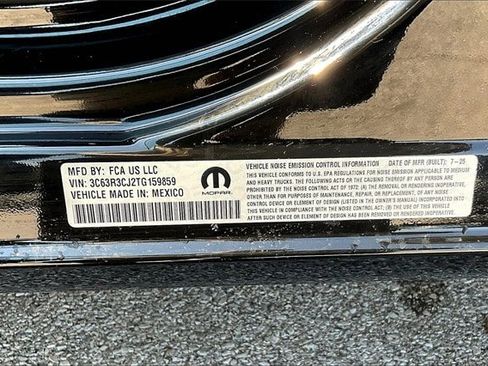 MFD BY: FCA US LLC
VIN: 3C63R3CJ2TG159859
VEHICLE MADE IN: MEXICO
MOPAR
VEHICLE NOISE EMISSION CONTROL INFORMATION DATE OF MFR (BUILT): 7-25
THIS VEHICLE CONFORMS TO U.S. EPA REGULATIONS FOR NOISE EMISSION APPLICABLE TO MEDIUM
AND HEAVY TRUCKS. THE FOLLOWING ACTS OR THE CAUSING THEREOF BY ANY PERSON ARE
PROHIBITED BY THE NOISE CONTROL ACT OF 1972: (A) THE REMOVAL OR RENDERING INOPERATIVE,
OTHER THAN FOR PURPOSES OF MAINTENANCE, REPAIR, OR REPLACEMENT, OF ANY NOISE CONTROL
DEVICE OR ELEMENT OF DESIGN (LISTED IN THE OWNER'S MANUAL) INCORPORATED INTO
THIS VEHICLE IN COMPLIANCE WITH THE NOISE CONTROL ACT; (B) THE USE OF THIS VEHICLE
AFTER SUCH DEVICE OR ELEMENT OF DESIGN HAS BEEN REMOVED OR RENDERED INOPERATIVE.